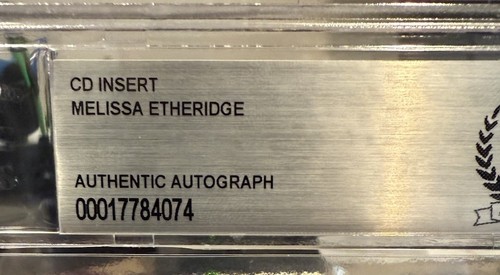 CD INSERT
MELISSA ETHERIDGE
AUTHENTIC AUTOGRAPH
00017784074